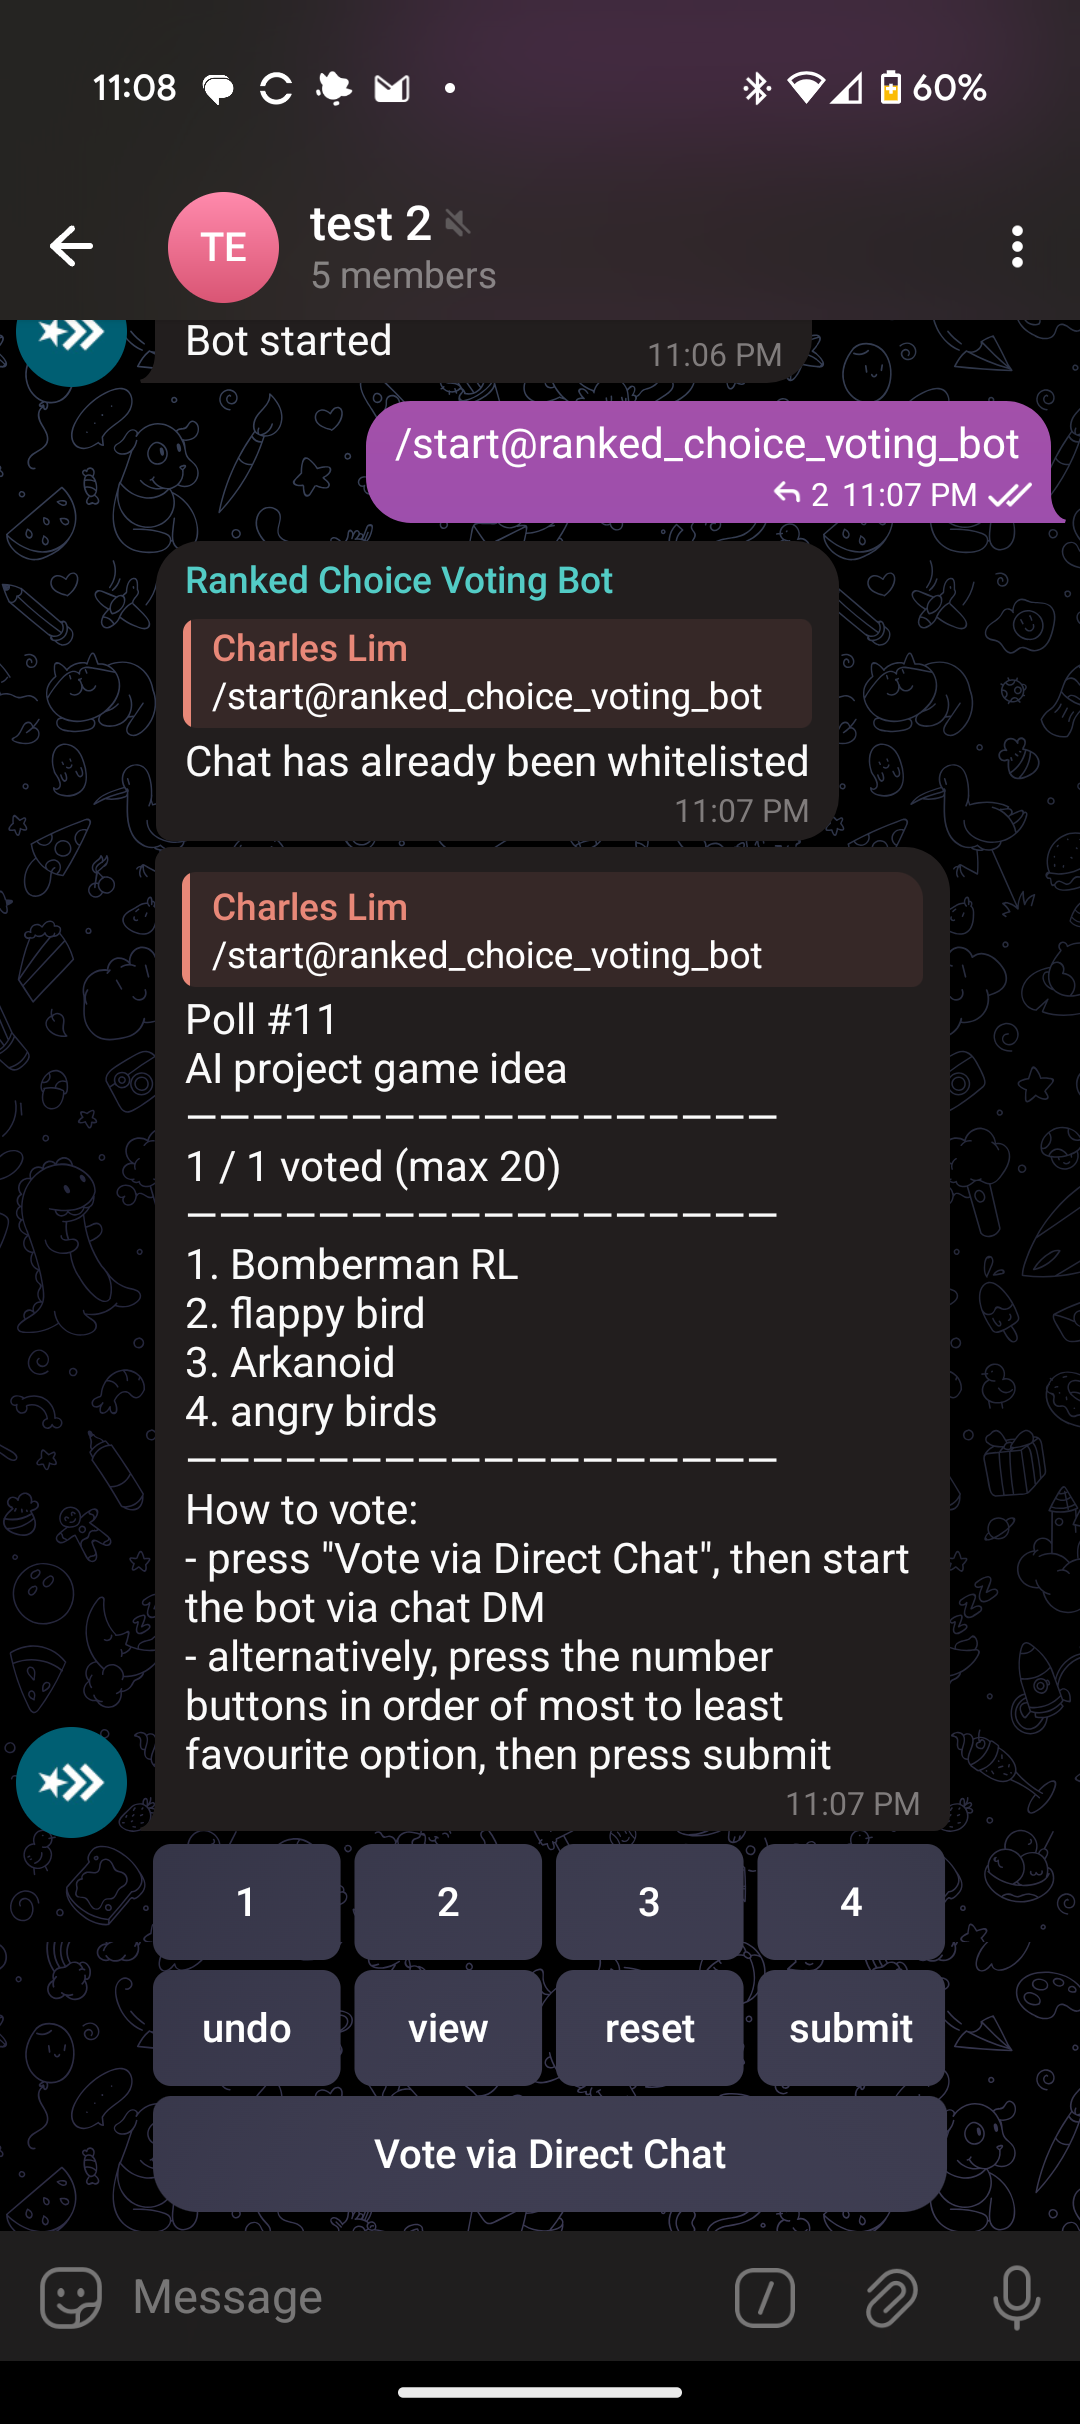 11:08
60%
TE
test 2
5 members
Bot started
11:06 PM
/start@ranked_choice_voting_bot
2 11:07 PM
Ranked Choice Voting Bot
Charles Lim
/start@ranked_choice_voting_bot
Chat has already been whitelisted
11:07 PM
Charles Lim
/start@ranked_choice_voting_bot
Poll #11
AI project game idea
——————————————————
1 / 1 voted (max 20)
——————————————————
1. Bomberman RL
2. flappy bird
3. Arkanoid
4. angry birds
——————————————————
How to vote:
- press "Vote via Direct Chat", then start
the bot via chat DM
- alternatively, press the number
buttons in order of most to least
favourite option, then press submit
11:07 PM
1 2 3 4
undo view reset submit
Vote via Direct Chat
Message